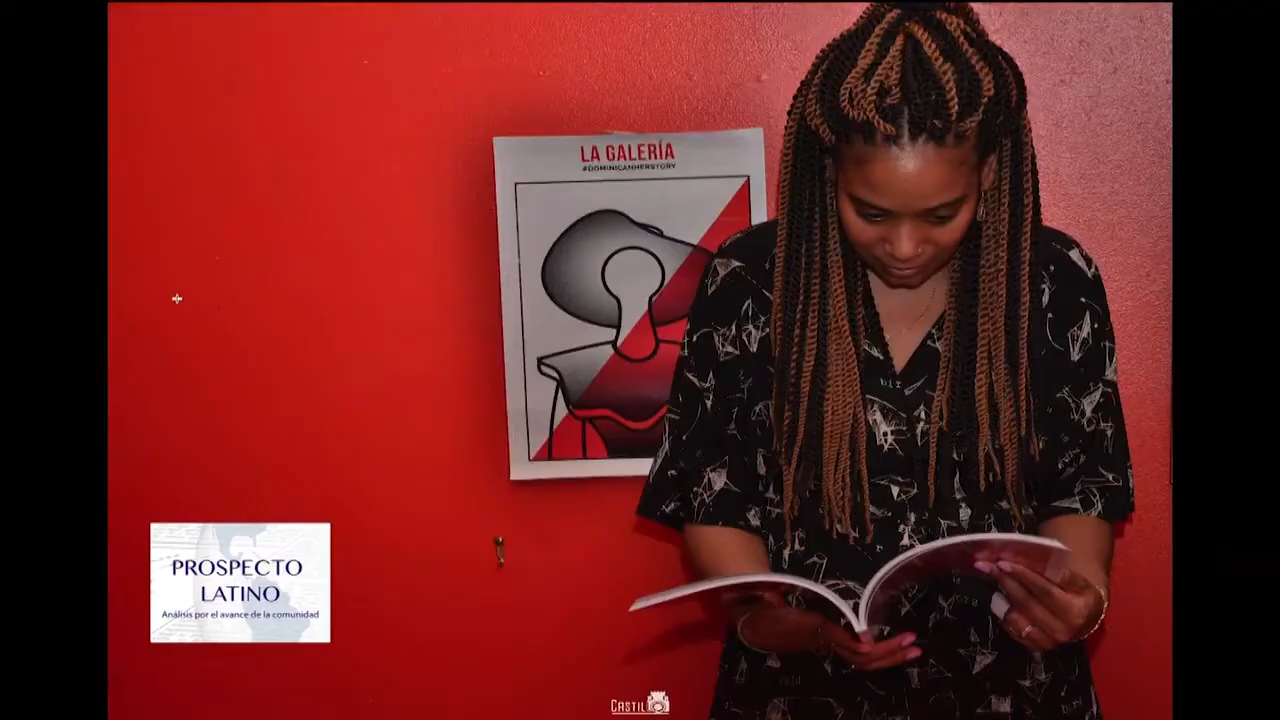 LA GALERÍA
#DOMINICANHERSTORY
PROSPECTO
LATINO
Análisis por el avance de la comunidad
CASTIL